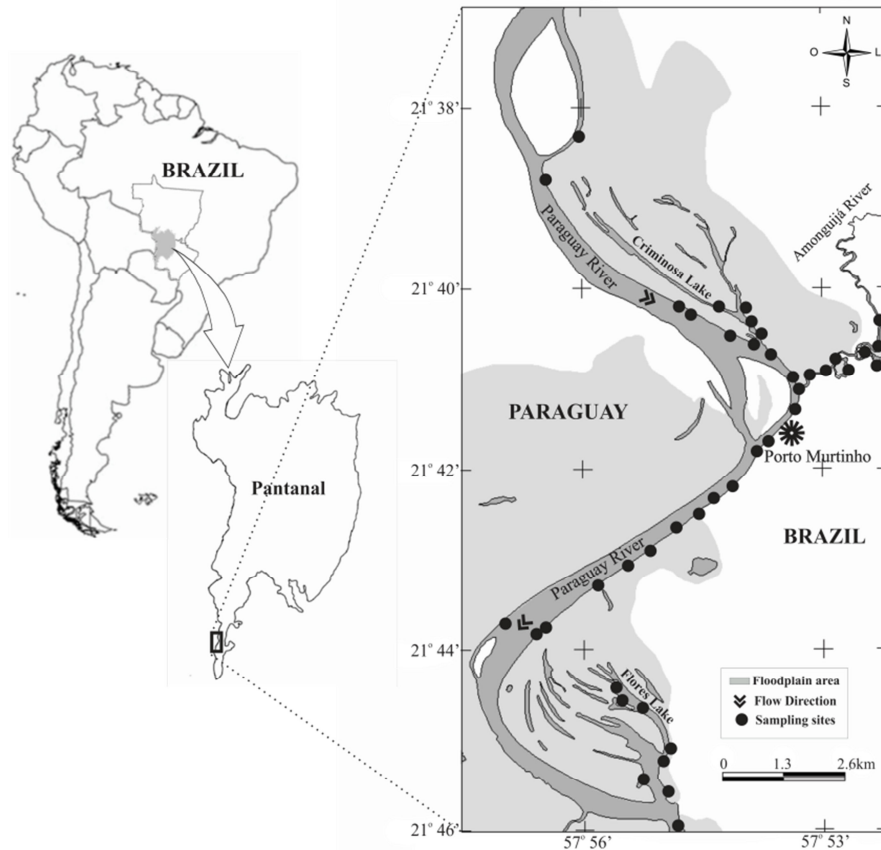 BRAZIL
Pantanal
N
O
L
S
21° 38'
21° 40'
21° 42'
21° 44'
21° 46'
Paraguay River
Criminosa Lake
Amonguijá River
PARAGUAY
Porto Murtinho
BRAZIL
Paraguay River
Flores Lake
Floodplain area
Flow Direction
Sampling sites
0 1.3 2.6km
57° 56'
57° 53'